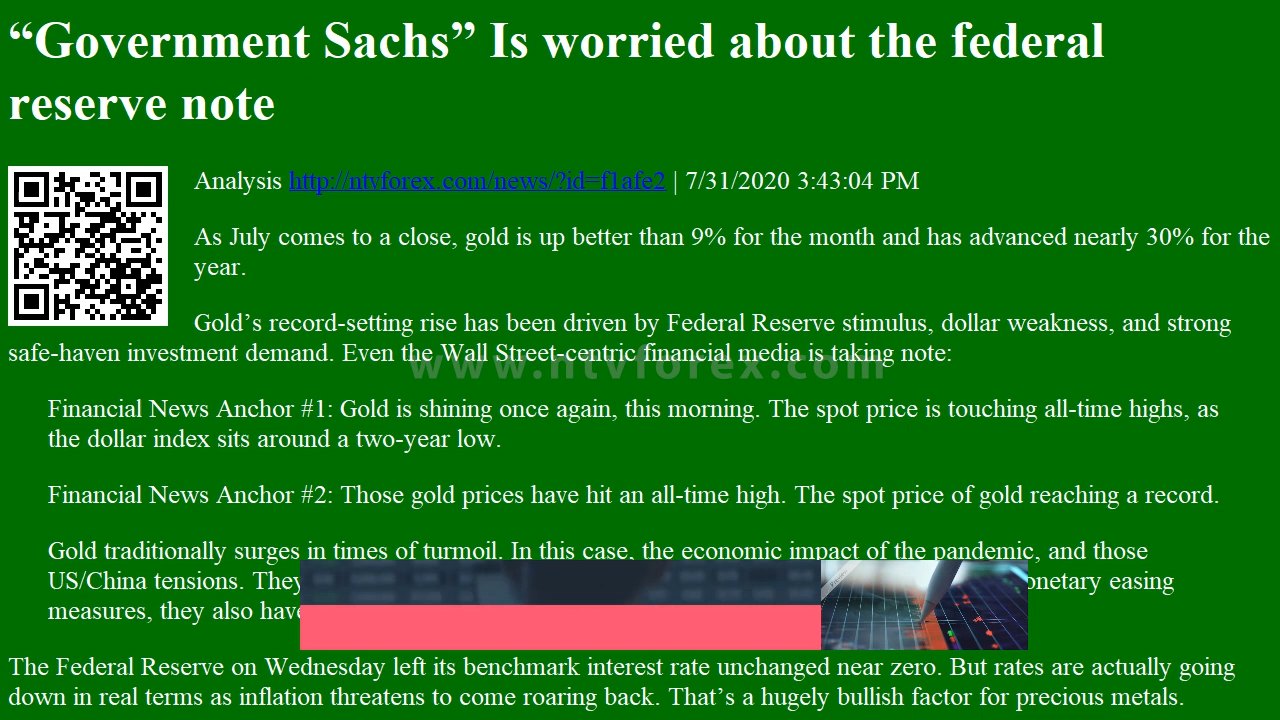 “Government Sachs” Is worried about the federal
reserve note
Analysis http://ntvforex.com/news/?id=f1afe2 | 7/31/2020 3:43:04 PM
As July comes to a close, gold is up better than 9% for the month and has advanced nearly 30% for the
year.
Gold’s record-setting rise has been driven by Federal Reserve stimulus, dollar weakness, and strong
safe-haven investment demand. Even the Wall Street-centric financial media is taking note:
www.ntvforex.com
Financial News Anchor #1: Gold is shining once again, this morning. The spot price is touching all-time highs, as
the dollar index sits around a two-year low.
Financial News Anchor #2: Those gold prices have hit an all-time high. The spot price of gold reaching a record.
Gold traditionally surges in times of turmoil. In this case, the economic impact of the pandemic, and those
US/China tensions. They onetary easing
measures, they also have
The Federal Reserve on Wednesday left its benchmark interest rate unchanged near zero. But rates are actually going
down in real terms as inflation threatens to come roaring back. That’s a hugely bullish factor for precious metals.